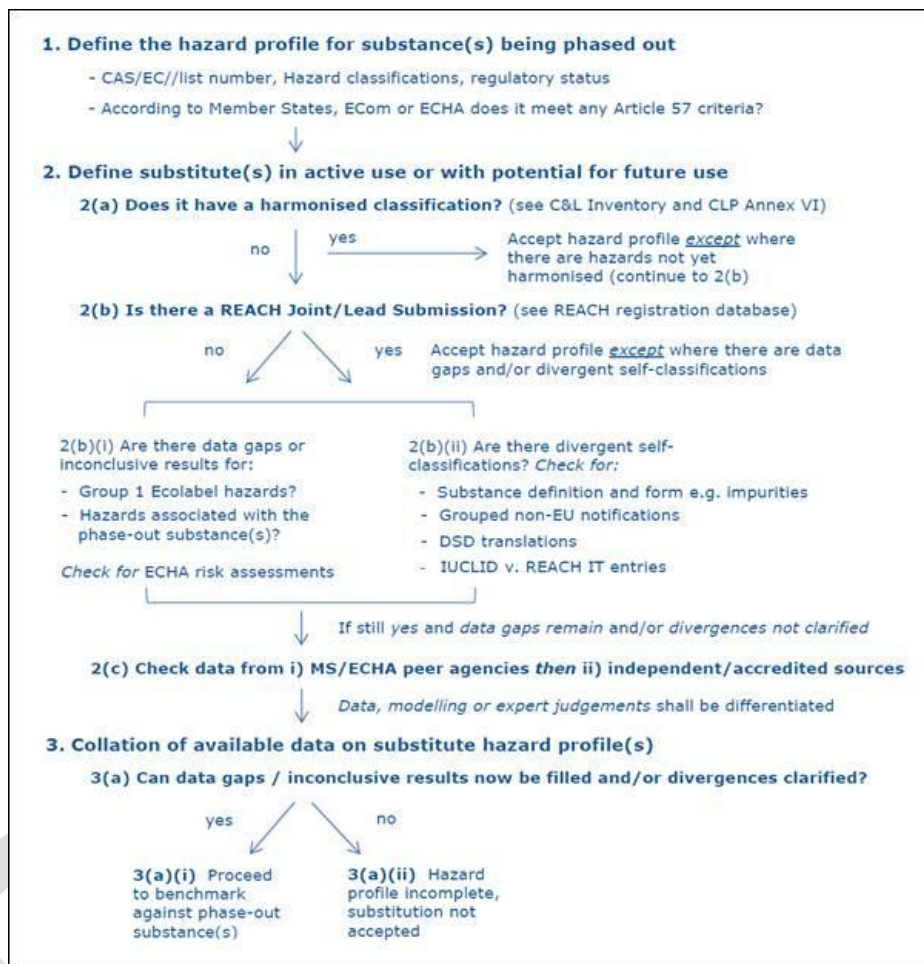 1. Define the hazard profile for substance(s) being phased out
- CAS/EC//list number, Hazard classifications, regulatory status
- According to Member States, ECom or ECHA does it meet any Article 57 criteria?
2. Define substitute(s) in active use or with potential for future use
2(a) Does it have a harmonised classification? (see C&L Inventory and CLP Annex VI)
no
yes
Accept hazard profile except where
there are hazards not yet
harmonised (continue to 2(b)
2(b) Is there a REACH Joint/Lead Submission? (see REACH registration database)
no
yes
Accept hazard profile except where there are data
gaps and/or divergent self-classifications
2(b)(i) Are there data gaps or
inconclusive results for:
- Group 1 Ecolabel hazards?
- Hazards associated with the
phase-out substance(s)?
Check for ECHA risk assessments
2(b)(ii) Are there divergent self-
classifications? Check for:
- Substance definition and form e.g. impurities
- Grouped non-EU notifications
- DSD translations
- IUCLID v. REACH IT entries
If still yes and data gaps remain and/or divergences not clarified
2(c) Check data from i) MS/ECHA peer agencies then ii) independent/accredited sources
Data, modelling or expert judgements shall be differentiated
3. Collation of available data on substitute hazard profile(s)
3(a) Can data gaps / inconclusive results now be filled and/or divergences clarified?
yes
no
3(a)(i) Proceed
to benchmark
against phase-out
substance(s)
3(a)(ii) Hazard
profile incomplete,
substitution not
accepted